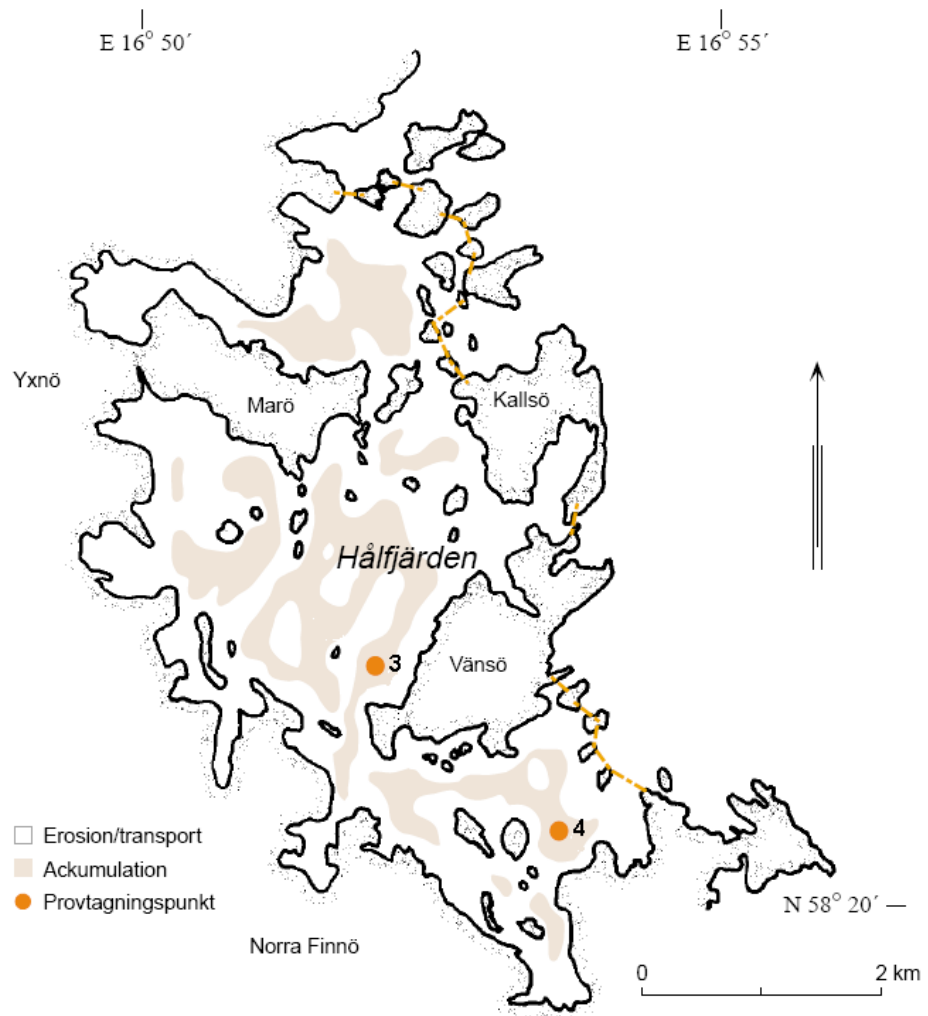 E 16° 50´
E 16° 55´
Yxnö
Marö
Kallsö
Hålfjärden
3
Vänsö
4
Erosion/transport
Ackumulation
Provtagningspunkt
N 58° 20´
Norra Finnö
0
2 km